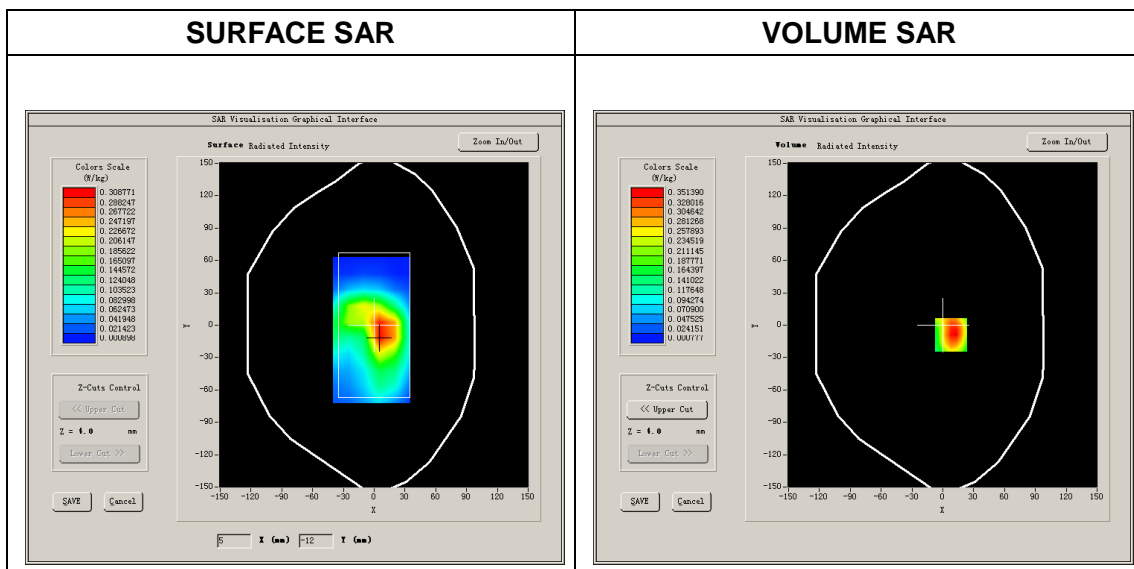 SURFACE SAR
VOLUME SAR
SAR Visualisation Graphical Interface
Surface Radiated Intensity
Zoom In/Out
Colors Scale
(W/kg)
0.308771
0.288247
0.267722
0.247197
0.226672
0.206147
0.185622
0.165097
0.144572
0.124048
0.103523
0.082998
0.062473
0.041948
0.021423
0.000898
150
120
90
60
30
0
-30
-60
-90
-120
-150
Y
-150 -120 -90 -60 -30 0 30 60 90 120 150
X
Z-Cuts Control
<< Upper Cut
Z = 4.0 mm
Lower Cut >>
SAVE Cancel
5 X (mm) -12 Y (mm)
SAR Visualisation Graphical Interface
Volume Radiated Intensity
Zoom In/Out
Colors Scale
(W/kg)
0.351390
0.328016
0.304642
0.281268
0.257893
0.234519
0.211145
0.187771
0.164397
0.141022
0.117648
0.094274
0.070900
0.047525
0.024151
0.000777
150
120
90
60
30
0
-30
-60
-90
-120
-150
Y
-150 -120 -90 -60 -30 0 30 60 90 120 150
X
Z-Cuts Control
<< Upper Cut
Z = 4.0 mm
Lower Cut >>
SAVE Cancel